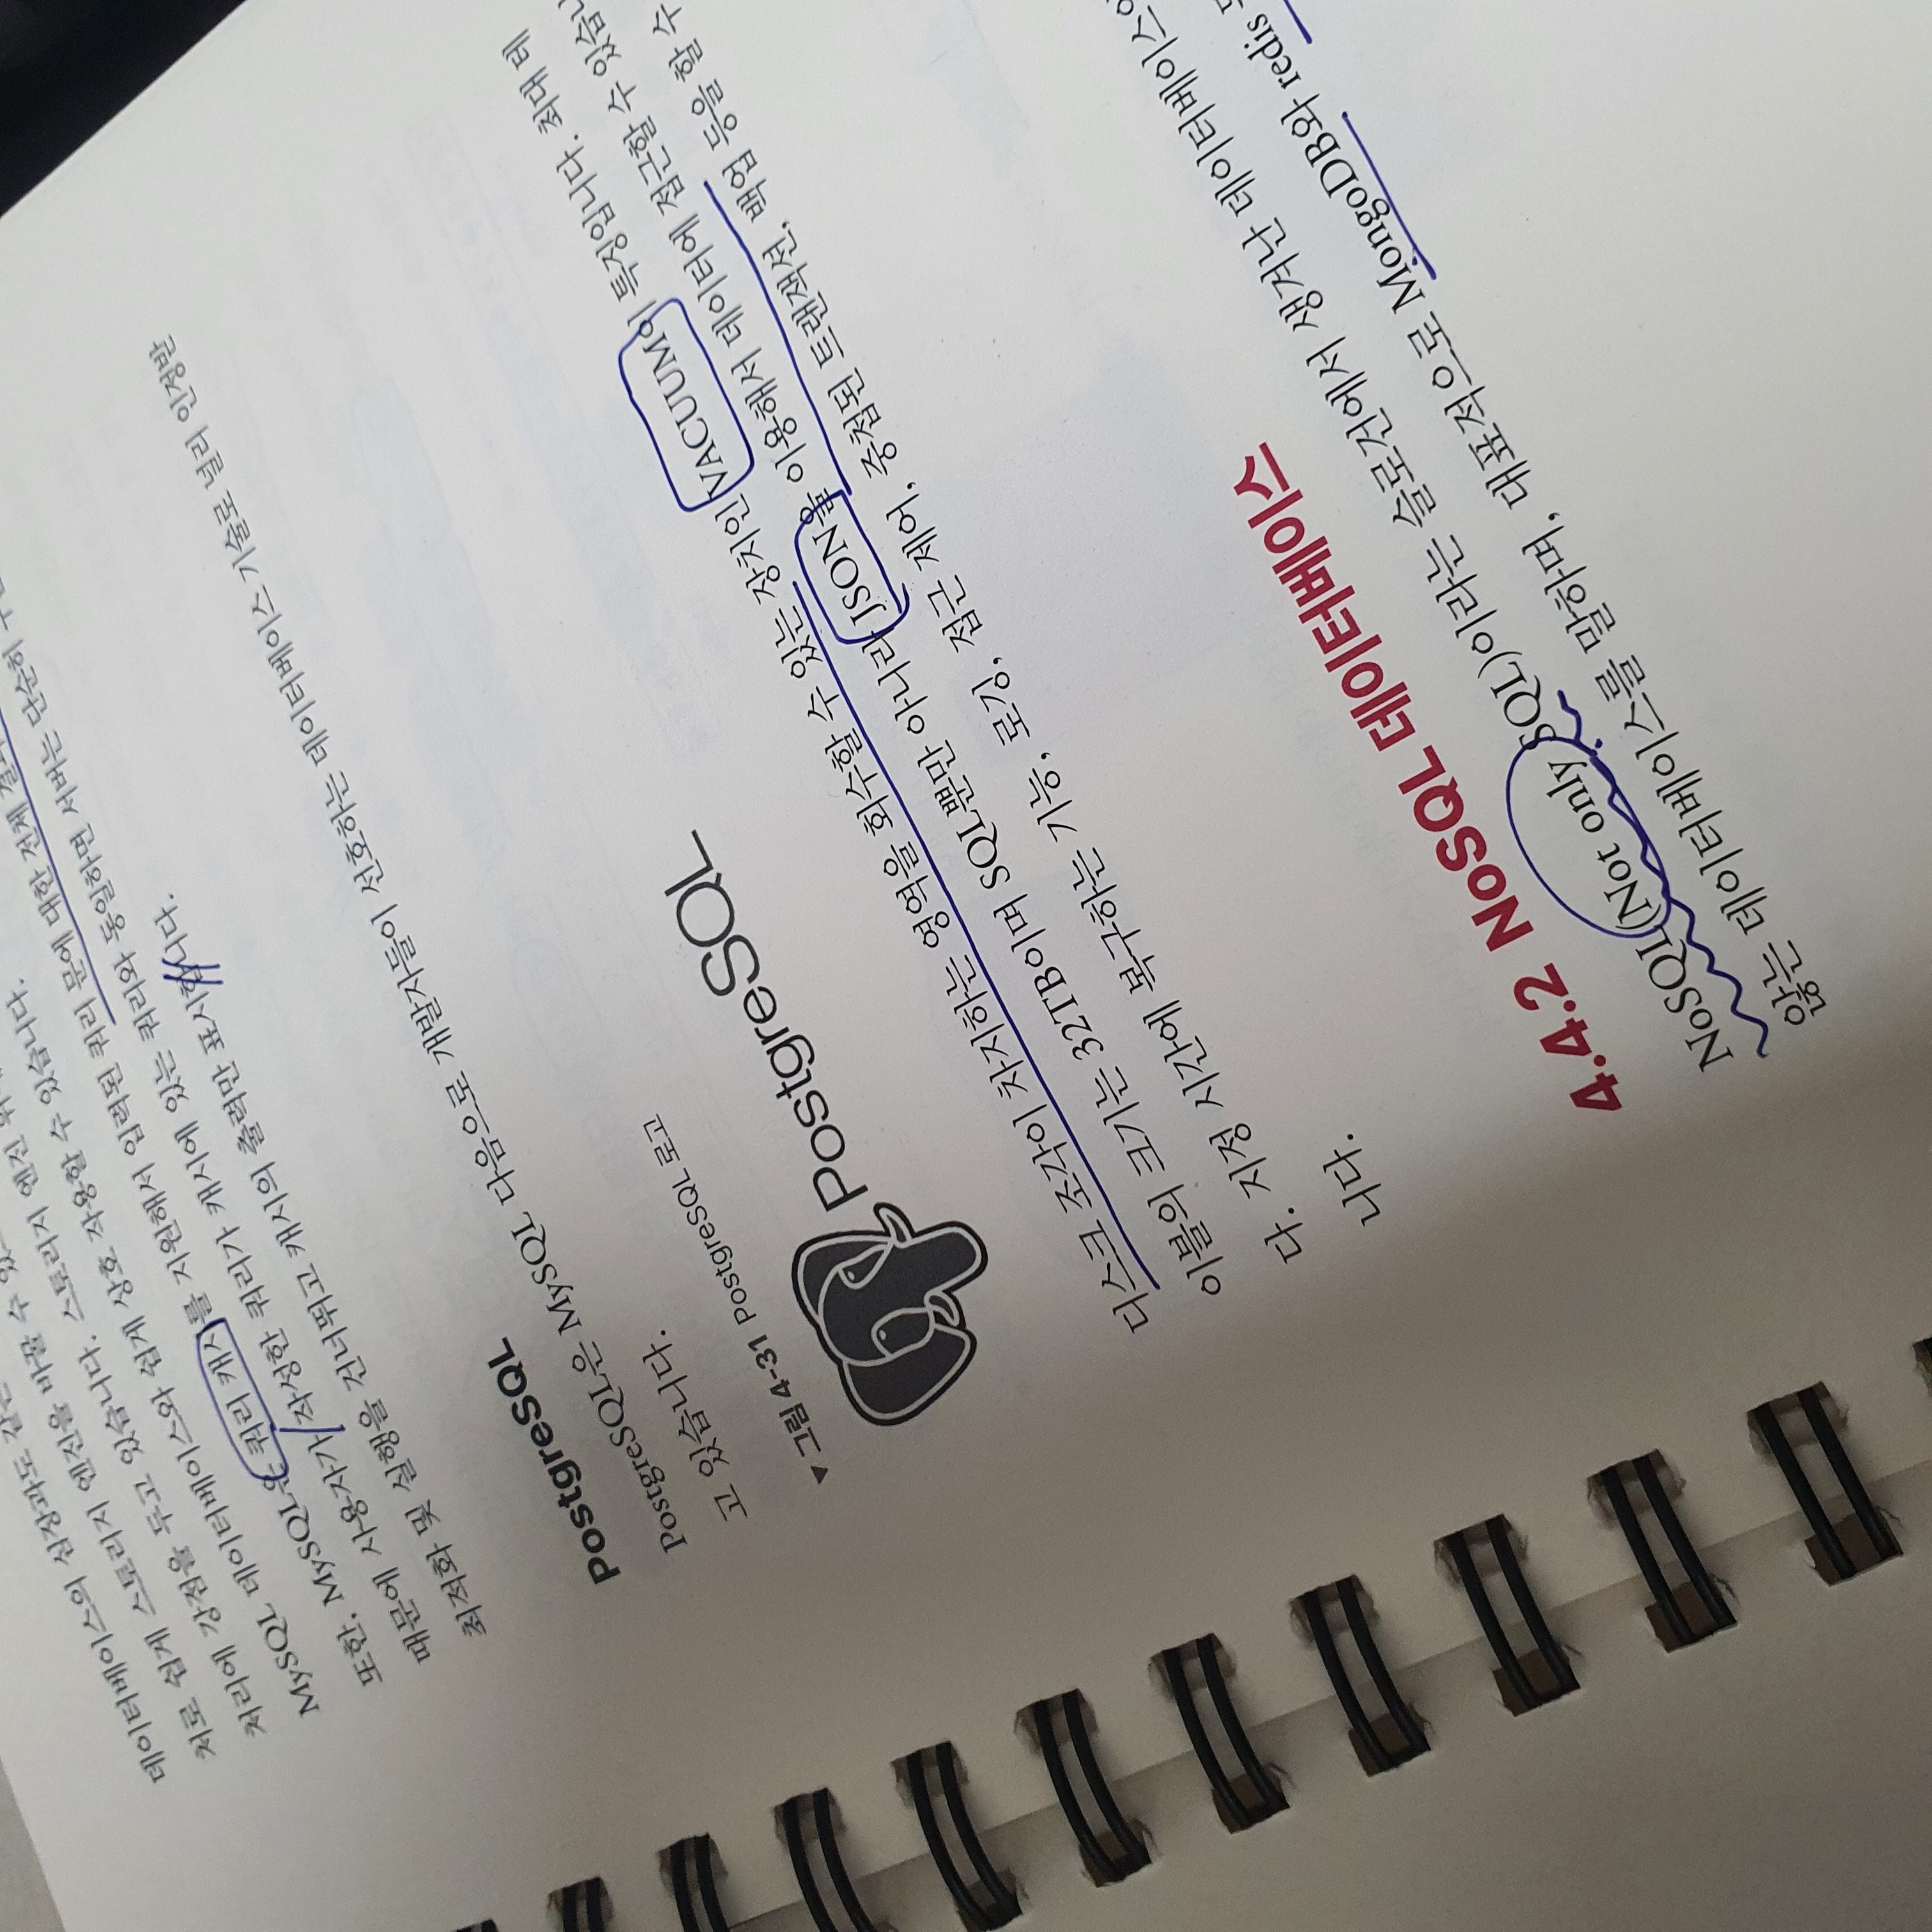 데이터베이스의 심장과도 같은
처로 쉽게 스토리지 엔진을 바꿀 수 있
처리에 강점을 두고 있습니다. 스토리지 엔진 위에
MySQL 데이터베이스와 쉽게 상호 작용할 수 있습니다.
또한, MySQL은 쿼리 캐시를 지원해서 입력된 쿼리 문에 대한 전체 결과
때문에 사용자가 작성한 쿼리가 캐시에 있는 쿼리와 동일하면 서버는 단순히
최적화 및 실행을 건너뛰고 캐시의 출력만 표시합니다.
PostgreSQL
PostgreSQL은 MySQL 다음으로 개발자들이 선호하는 데이터베이스 기술로 널리 인정받
고 있습니다.
▼ 그림 4-31 PostgreSQL 로고
PostgreSQL
디스크 조각이 차지하는 영역을 회수할 수 있는 장치인 VACUUM이 특징입니다. 최대 테
이블의 크기는 32TB이며 SQL뿐만 아니라 JSON을 이용해서 데이터에 접근할 수 있습니
다. 지정 시간에 복구하는 기능, 로깅, 접근 제어, 중첩된 트랜잭션, 백업 등을 할 수
니다.
4.4.2 NoSQL 데이터베이스
NoSQL(Not only SQL)이라는 슬로건에서 생겨난 데이터베이스
않는 데이터베이스를 말하며, 대표적으로 MongoDB와 redis